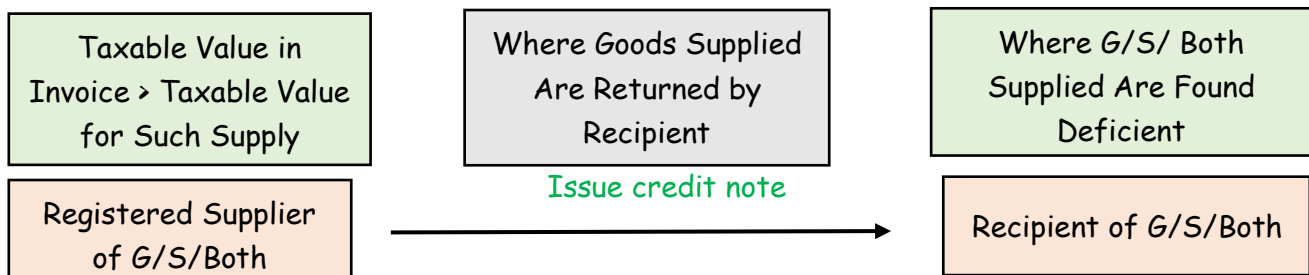 Taxable Value in
Invoice > Taxable Value
for Such Supply
Where Goods Supplied
Are Returned by
Recipient
Where G/S/ Both
Supplied Are Found
Deficient
Registered Supplier
of G/S/Both
Issue credit note
Recipient of G/S/Both